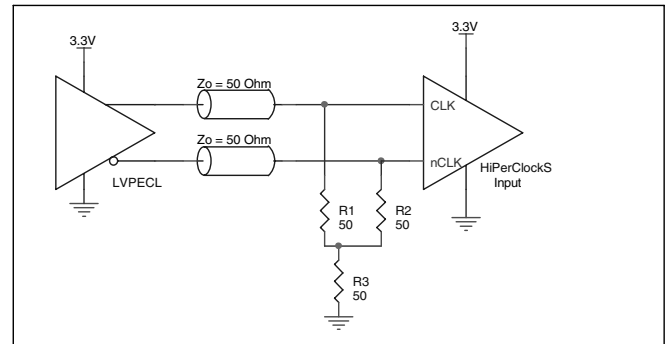 3.3V
3.3V
Zo = 50 Ohm
CLK
Zo = 50 Ohm
nCLK
LVPECL
HiPerClockS
Input
R1
50
R2
50
R3
50